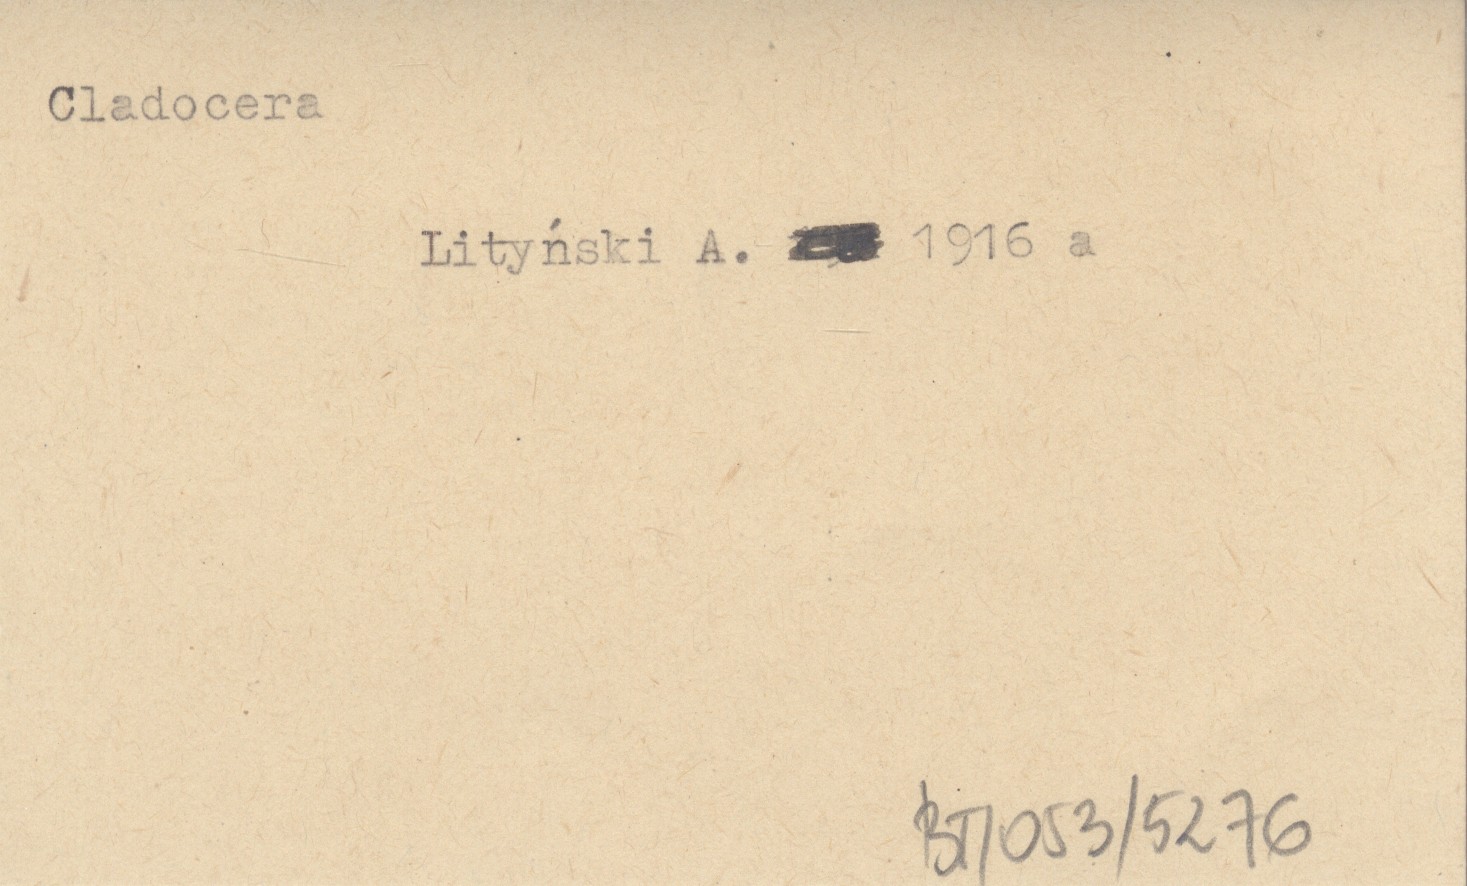 Cladocera
Lityński A. 1916 a
BT/053/5276